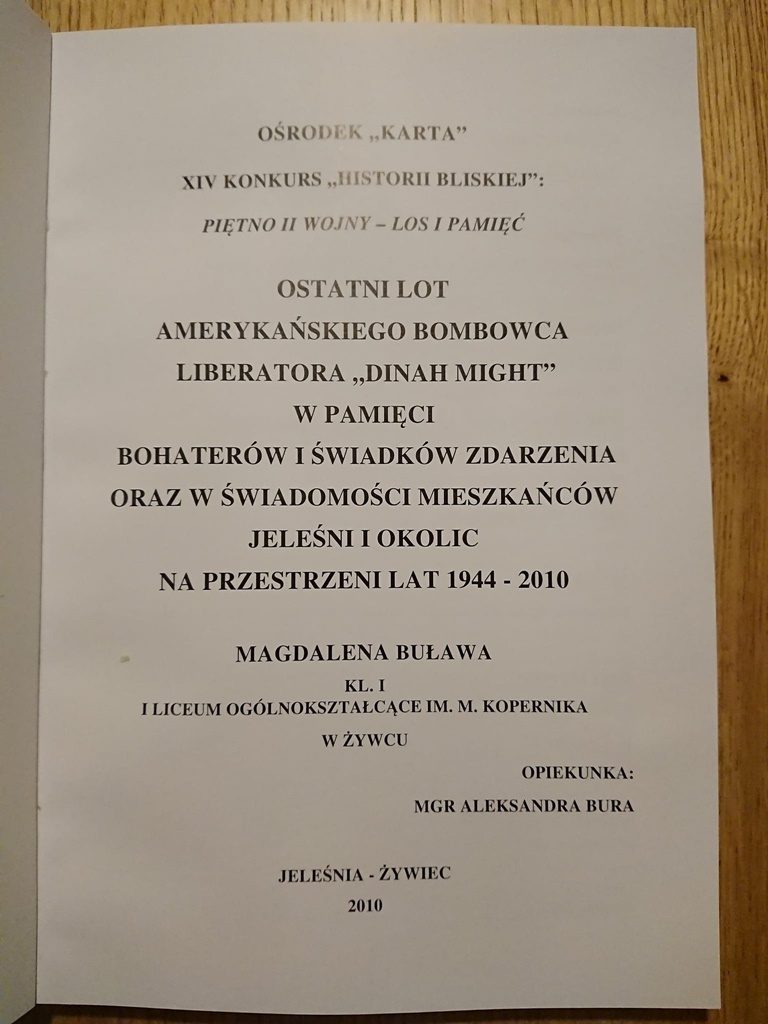 OŚRODEK „KARTA”
XIV KONKURS „HISTORII BLISKIEJ”:
PIĘTNO II WOJNY – LOS I PAMIĘĆ
OSTATNI LOT
AMERYKAŃSKIEGO BOMBOWCA
LIBERATORA „DINAH MIGHT”
W PAMIĘCI
BOHATERÓW I ŚWIADKÓW ZDARZENIA
ORAZ W ŚWIADOMOŚCI MIESZKAŃCÓW
JELEŚNI I OKOLIC
NA PRZESTRZENI LAT 1944 - 2010
MAGDALENA BUŁAWA
KL. I
I LICEUM OGÓLNOKSZTAŁCĄCE IM. M. KOPERNIKA
W ŻYWCU
OPIEKUNKA:
MGR ALEKSANDRA BURA
JELEŚNIA - ŻYWIEC
2010